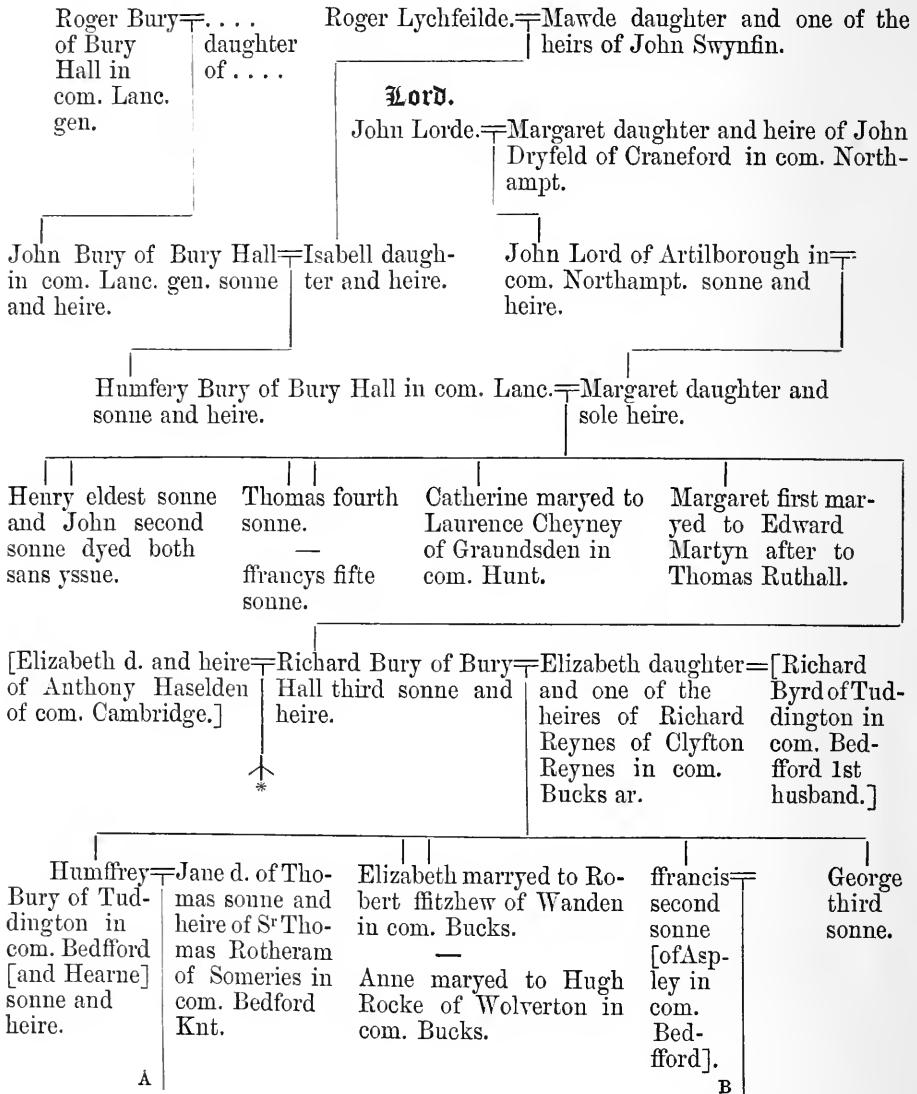 Roger Bury
of Bury
Hall in
com. Lanc.
gen.
. . . .
daughter
of . . . .
Roger Lychfeilde.
Mawde daughter and one of the
heirs of John Swynfin.
Lord.
John Lorde.
Margaret daughter and heire of John
Dryfeld of Craneford in com. North-
ampt.
John Bury of Bury Hall
in com. Lanc. gen. sonne
and heire.
Isabell daugh-
ter and heire.
John Lord of Artilborough in
com. Northampt. sonne and
heire.
Humfery Bury of Bury Hall in com. Lanc.
sonne and heire.
Margaret daughter and
sole heire.
Henry eldest sonne
and John second
sonne dyed both
sans yssue.
Thomas fourth
sonne.
—
ffrancys fifte
sonne.
Catherine maryed to
Laurence Cheyney
of Graundsden in
com. Hunt.
Margaret first mar-
yed to Edward
Martyn after to
Thomas Ruthall.
[Elizabeth d. and heire
of Anthony Haselden
of com. Cambridge.]
*
Richard Bury of Bury
Hall third sonne and
heire.
Elizabeth daughter
and one of the
heires of Richard
Reynes of Clyfton
Reynes in com.
Bucks ar.
[Richard
Byrd of Tud-
dington in
com. Bed-
fford 1st
husband.]
Humffrey
Bury of Tud-
dington in
com. Bedfford
[and Hearne]
sonne and
heire.
Jane d. of Tho-
mas sonne and
heire of Sr Tho-
mas Rotheram
of Someries in
com. Bedford
Knt.
A
Elizabeth marryed to Ro-
bert ffitzhew of Wanden
in com. Bucks.
—
Anne maryed to Hugh
Rocke of Wolverton in
com. Bucks.
ffrancis
second
sonne
[of Asp-
ley in
com.
Bed-
fford].
B
George
third
sonne.